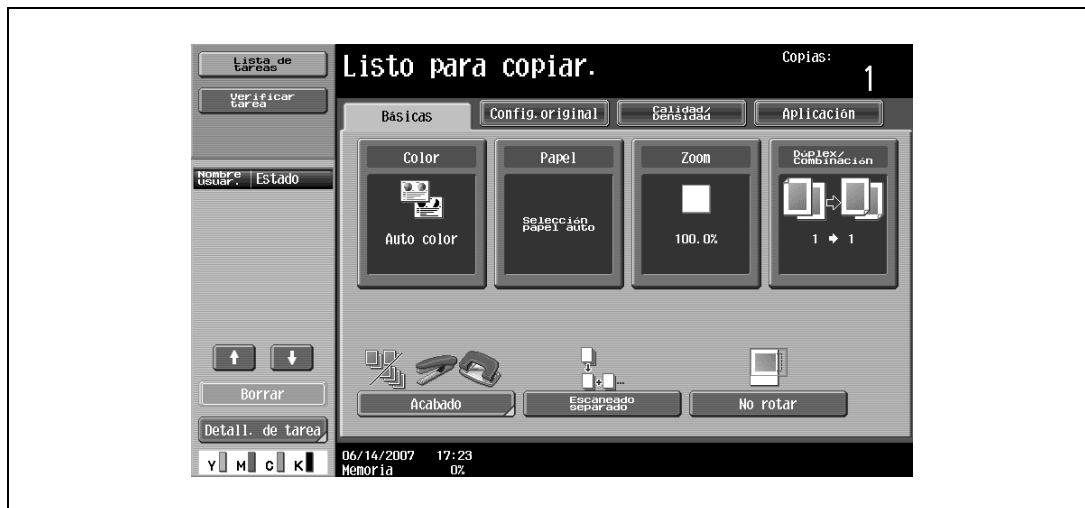 Lista de
tareas
Verificar
tarea
Nombre
usuar.
Estado
Borrar
Detall. de tarea
Y M C K
Listo para copiar.
Copias:
1
Básicas
Config.original
Calidad/
Densidad
Aplicación
Color
Auto color
Papel
Selección
papel auto
Zoom
100.0%
Dúplex/
Combinación
1 → 1
Acabado
Escaneado
separado
No rotar
06/14/2007 17:23
Memoria 0%